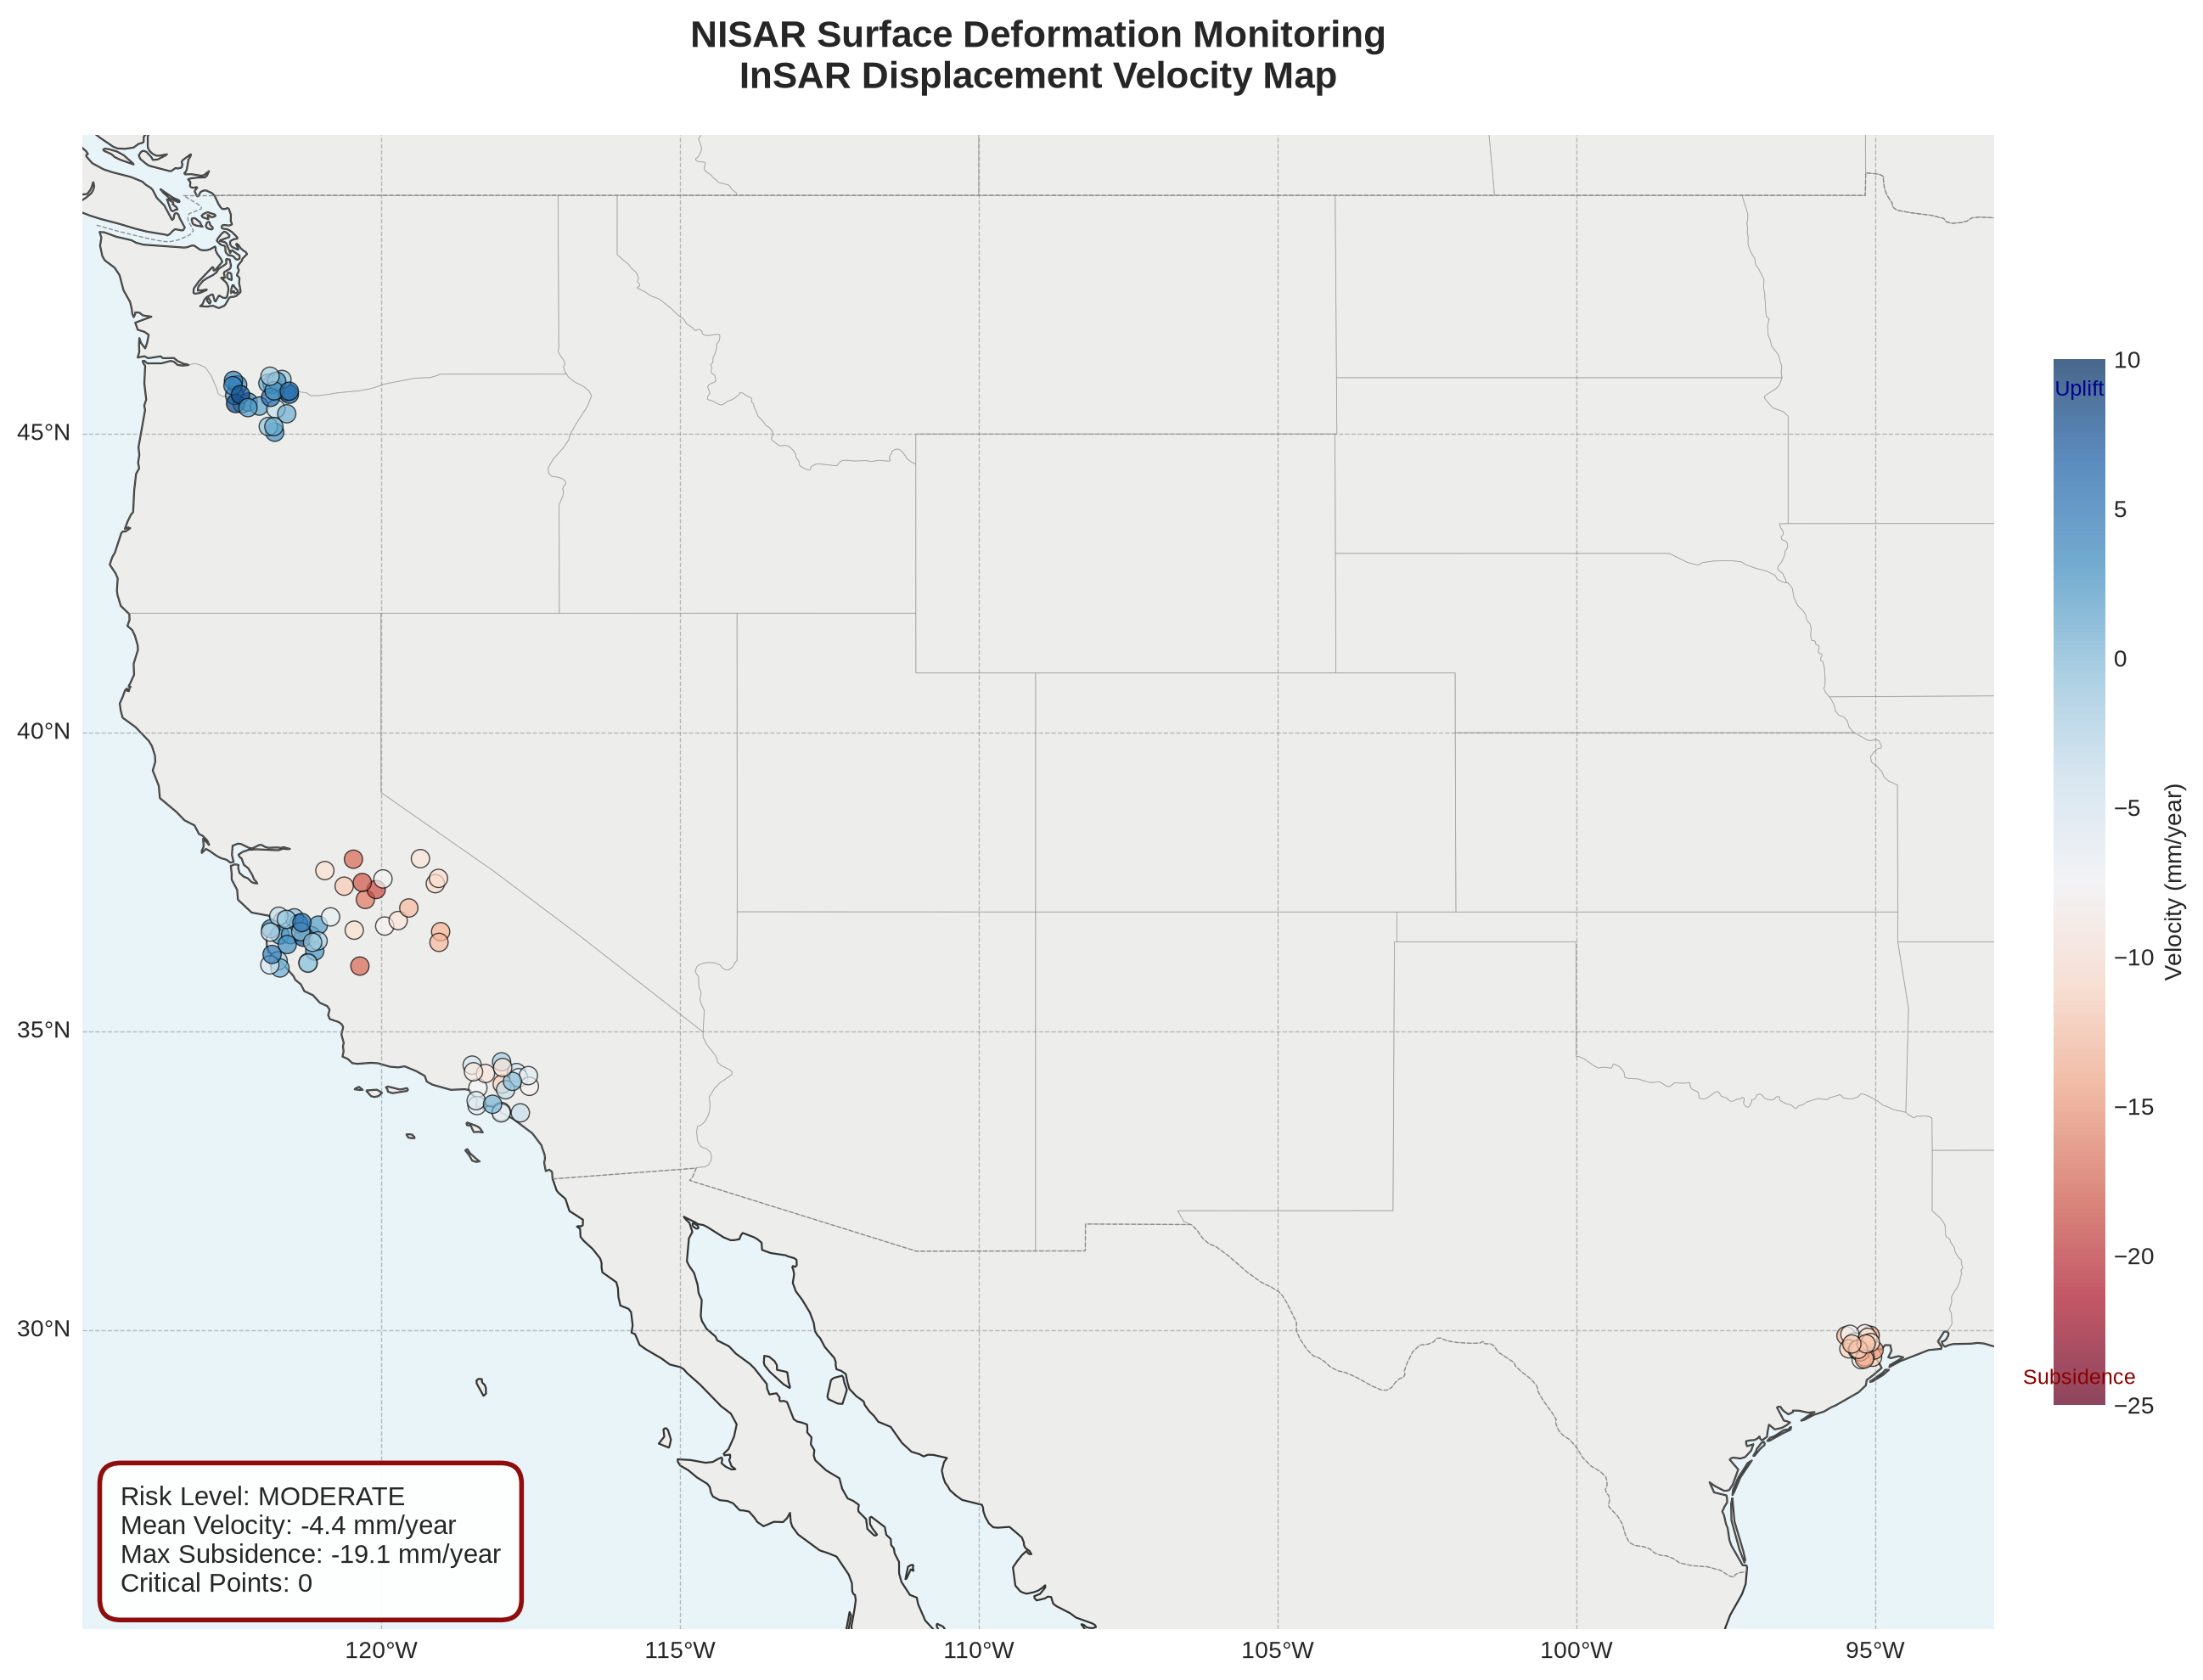 NISAR Surface Deformation Monitoring
InSAR Displacement Velocity Map
45°N
40°N
35°N
30°N
120°W
115°W
110°W
105°W
100°W
95°W
Risk Level: MODERATE
Mean Velocity: -4.4 mm/year
Max Subsidence: -19.1 mm/year
Critical Points: 0
10
Uplift
5
0
−5
−10
−15
−20
Subsidence
−25
Velocity (mm/year)